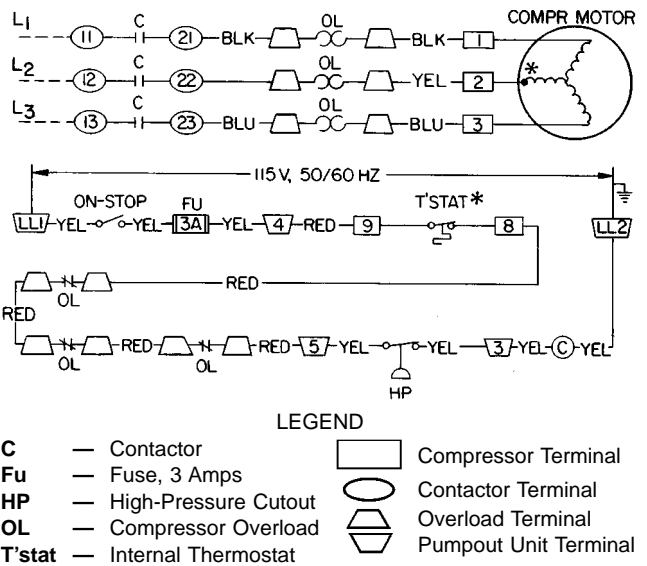 COMPR MOTOR
L1 11 C 21 BLK OL BLK 1
L2 12 C 22 OL YEL 2 *
L3 13 C 23 BLU OL BLU 3
115V, 50/60 HZ
ON-STOP FU T'STAT*
LL1 YEL YEL 3A YEL 4 RED 9 8 LL2
RED
OL
RED
RED RED 5 YEL YEL 3 YEL C YEL
OL OL
HP
LEGEND
C — Contactor
Fu — Fuse, 3 Amps
HP — High-Pressure Cutout
OL — Compressor Overload
T'stat — Internal Thermostat
Compressor Terminal
Contactor Terminal
Overload Terminal
Pumpout Unit Terminal